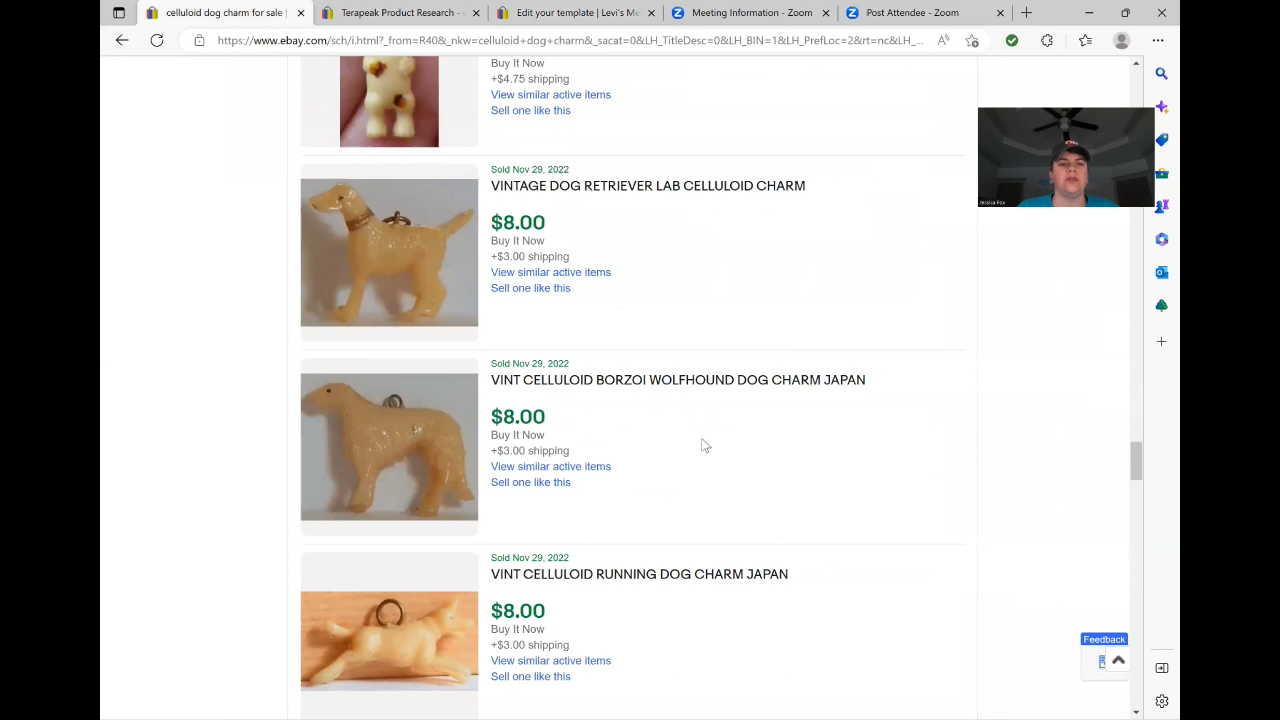 celluloid dog charm for sale |
Terapeak Product Research - 
Edit your template | Levi's Me
Meeting Information - Zoom
Post Attendee - Zoom
https://www.ebay.com/sch/i.html?_from=R40&_nkw=celluloid+dog+charm&_sacat=0&LH_TitleDesc=0&LH_BIN=1&LH_PrefLoc=2&rt=nc&LH_...
Buy It Now
+$4.75 shipping
View similar active items
Sell one like this
Jessica Fox
Sold Nov 29, 2022
VINTAGE DOG RETRIEVER LAB CELLULOID CHARM
$8.00
Buy It Now
+$3.00 shipping
View similar active items
Sell one like this
Sold Nov 29, 2022
VINT CELLULOID BORZOI WOLFHOUND DOG CHARM JAPAN
$8.00
Buy It Now
+$3.00 shipping
View similar active items
Sell one like this
Sold Nov 29, 2022
VINT CELLULOID RUNNING DOG CHARM JAPAN
$8.00
Buy It Now
+$3.00 shipping
View similar active items
Sell one like this
Feedback